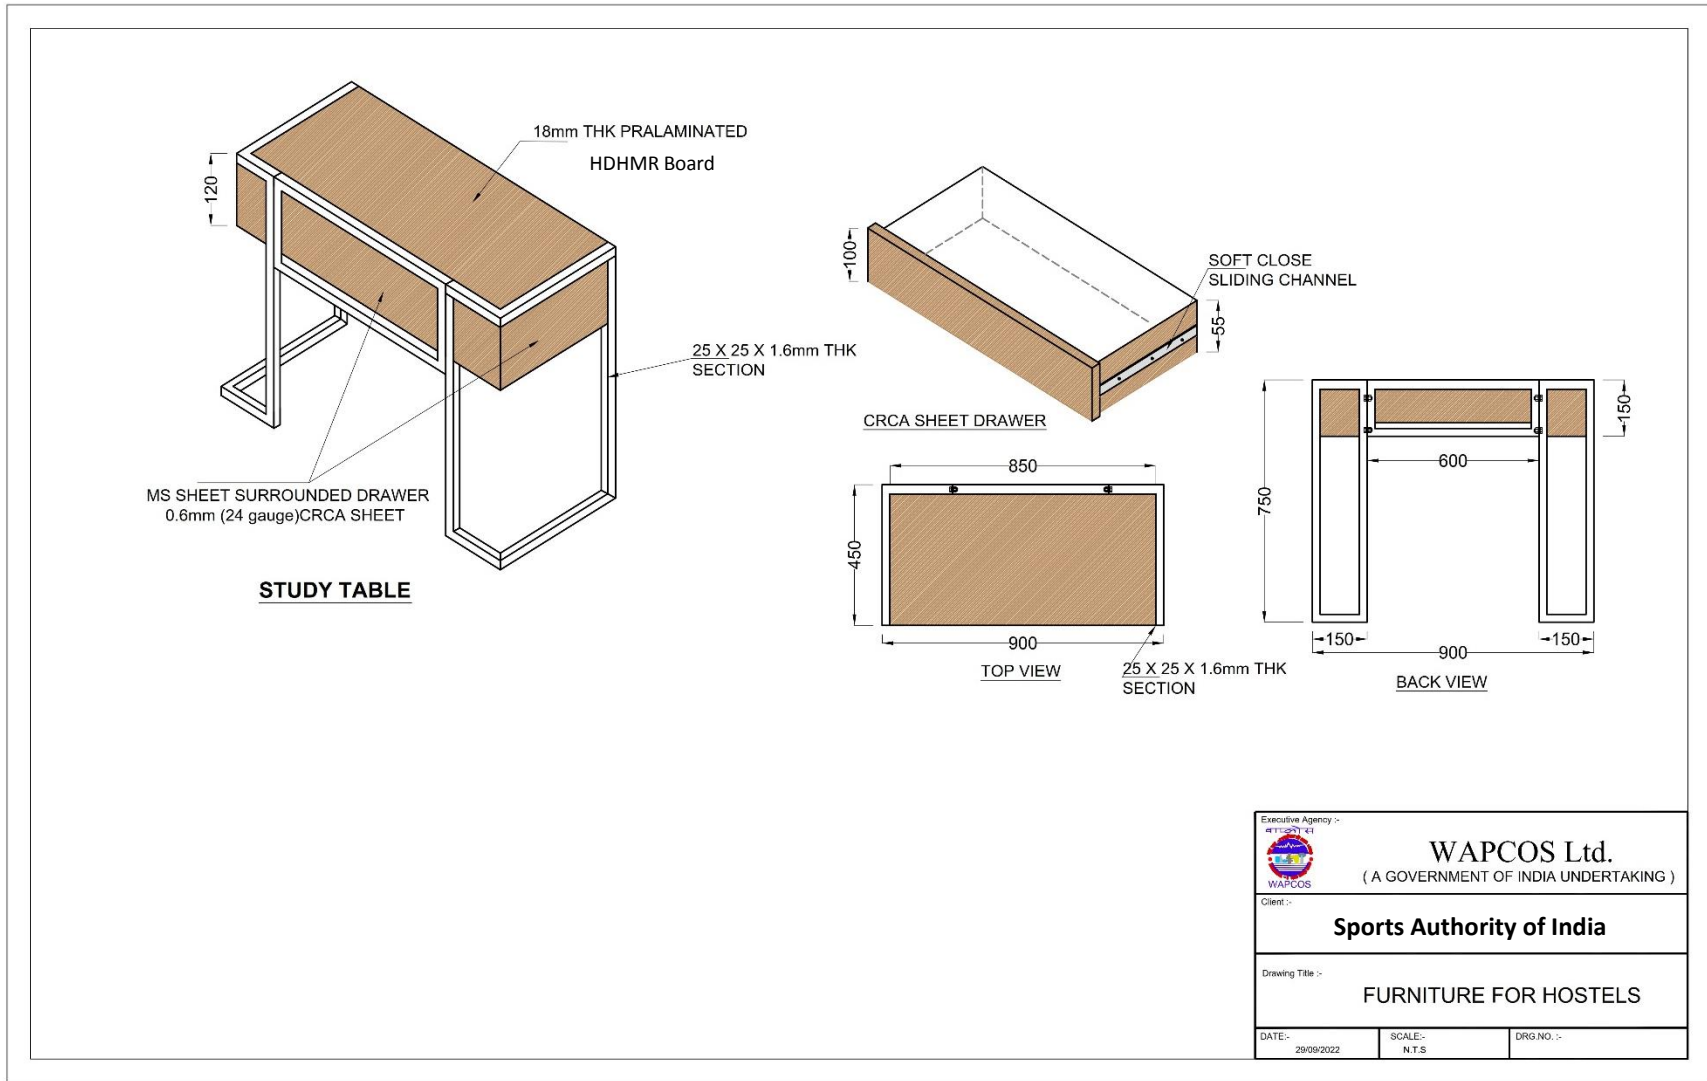 120
18mm THK PRALAMINATED
HDHMR Board
25 X 25 X 1.6mm THK
SECTION
MS SHEET SURROUNDED DRAWER
0.6mm (24 gauge)CRCA SHEET
STUDY TABLE
100
SOFT CLOSE
SLIDING CHANNEL
55
CRCA SHEET DRAWER
850
450
900
TOP VIEW
25 X 25 X 1.6mm THK
SECTION
150
600
750
150
150
900
BACK VIEW
Executive Agency :-
वाप्कोस
WAPCOS
WAPCOS Ltd.
( A GOVERNMENT OF INDIA UNDERTAKING )
Client :-
Sports Authority of India
Drawing Title :-
FURNITURE FOR HOSTELS
DATE:-
29/09/2022
SCALE:-
N.T.S
DRG.NO. :-